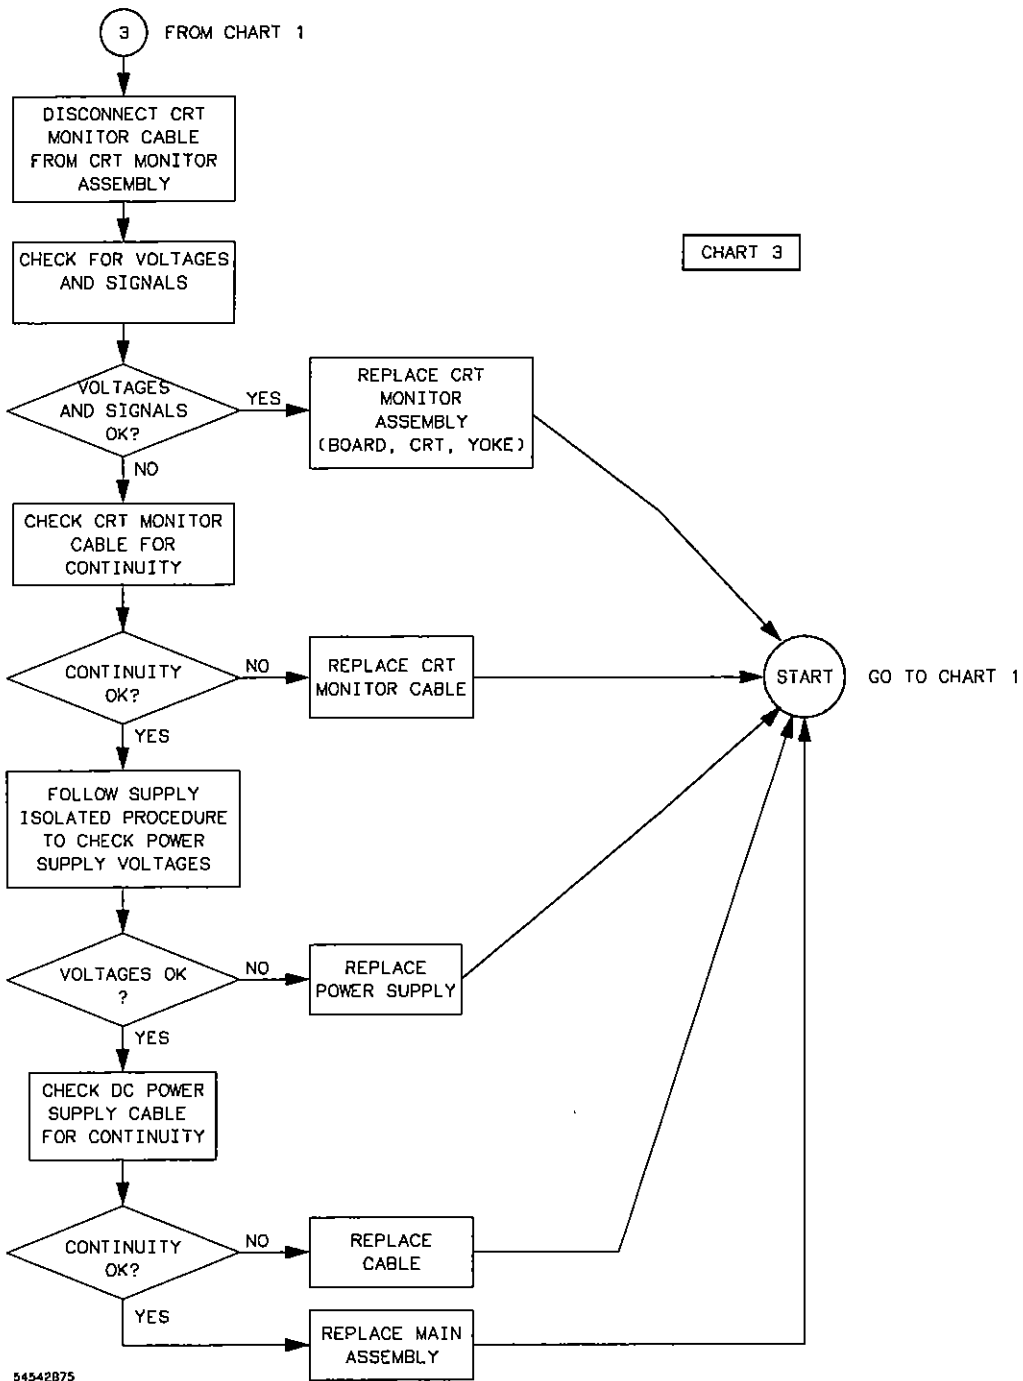 3 FROM CHART 1
DISCONNECT CRT
MONITOR CABLE
FROM CRT MONITOR
ASSEMBLY
CHECK FOR VOLTAGES
AND SIGNALS
CHART 3
VOLTAGES
AND SIGNALS
OK?
YES
REPLACE CRT
MONITOR
ASSEMBLY
(BOARD, CRT, YOKE)
NO
CHECK CRT MONITOR
CABLE FOR
CONTINUITY
CONTINUITY
OK?
NO
REPLACE CRT
MONITOR CABLE
START GO TO CHART 1
YES
FOLLOW SUPPLY
ISOLATED PROCEDURE
TO CHECK POWER
SUPPLY VOLTAGES
VOLTAGES OK
?
NO
REPLACE
POWER SUPPLY
YES
CHECK DC POWER
SUPPLY CABLE
FOR CONTINUITY
CONTINUITY
OK?
NO
REPLACE
CABLE
YES
REPLACE MAIN
ASSEMBLY
54542B75